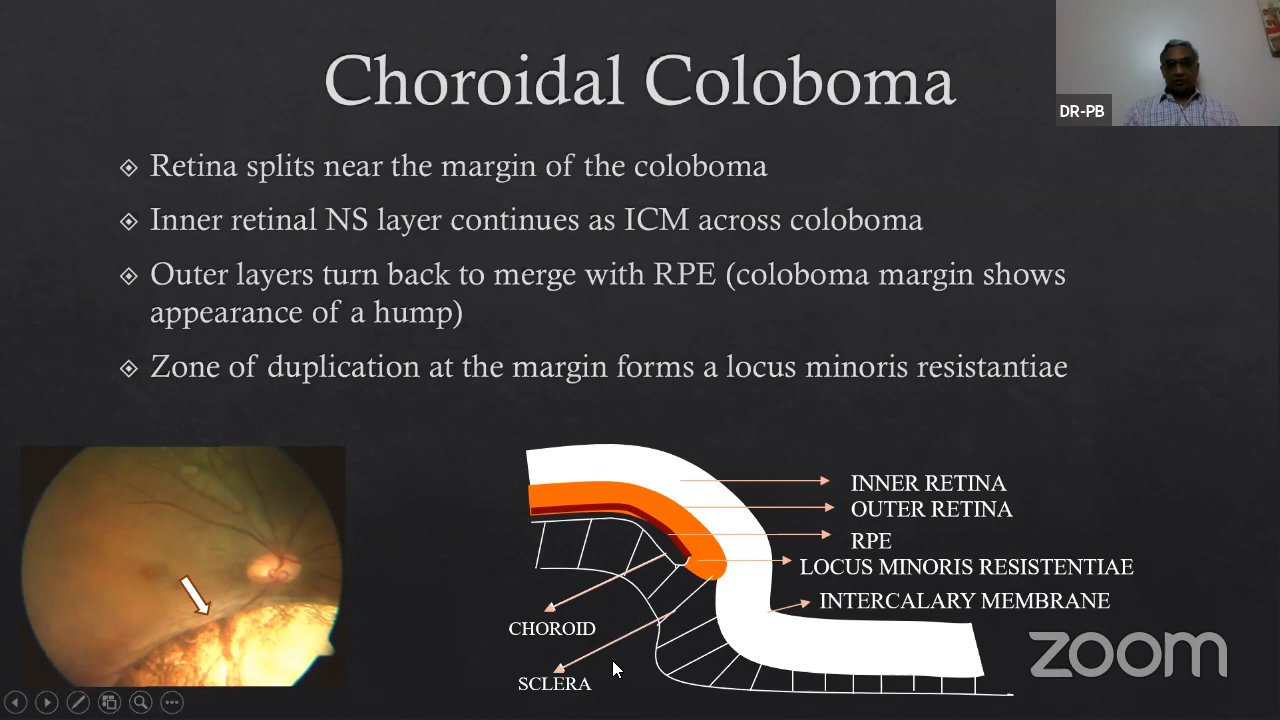 Choroidal Coloboma
DR-PB
Retina splits near the margin of the coloboma
Inner retinal NS layer continues as ICM across coloboma
Outer layers turn back to merge with RPE (coloboma margin shows
appearance of a hump)
Zone of duplication at the margin forms a locus minoris resistantiae
INNER RETINA
OUTER RETINA
RPE
LOCUS MINORIS RESISTENTIAE
INTERCALARY MEMBRANE
CHOROID
SCLERA
zoom